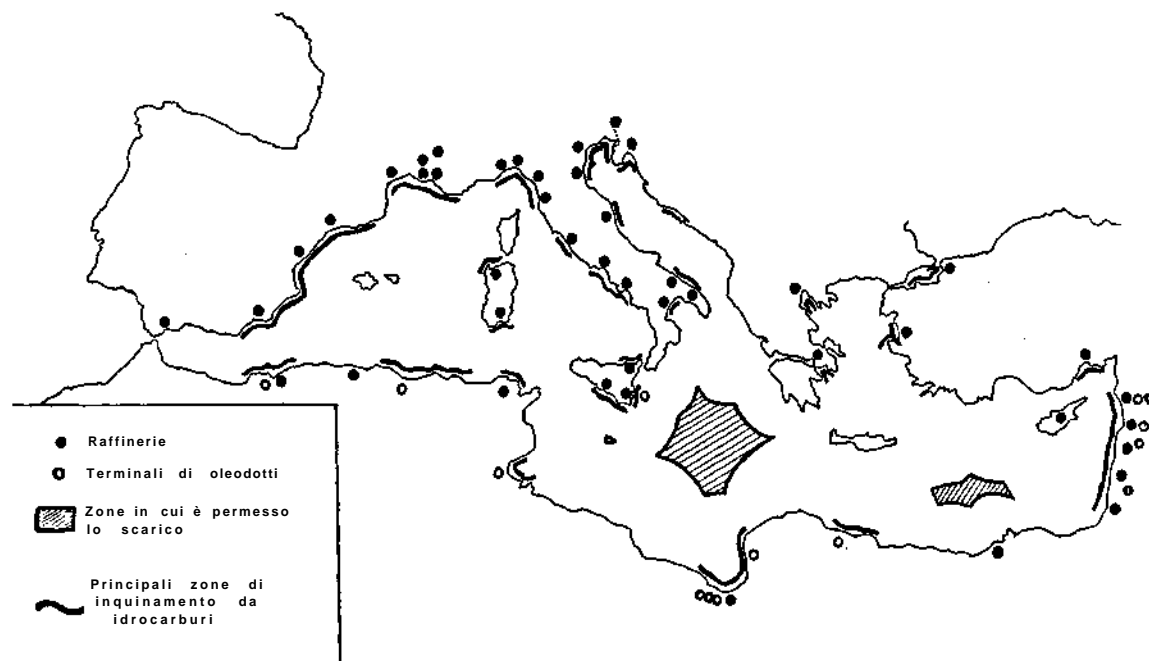 Raffinerie
Terminali di oleodotti
Zone in cui è permesso
lo scarico
Principali zone di
inquinamento da
idrocarburi